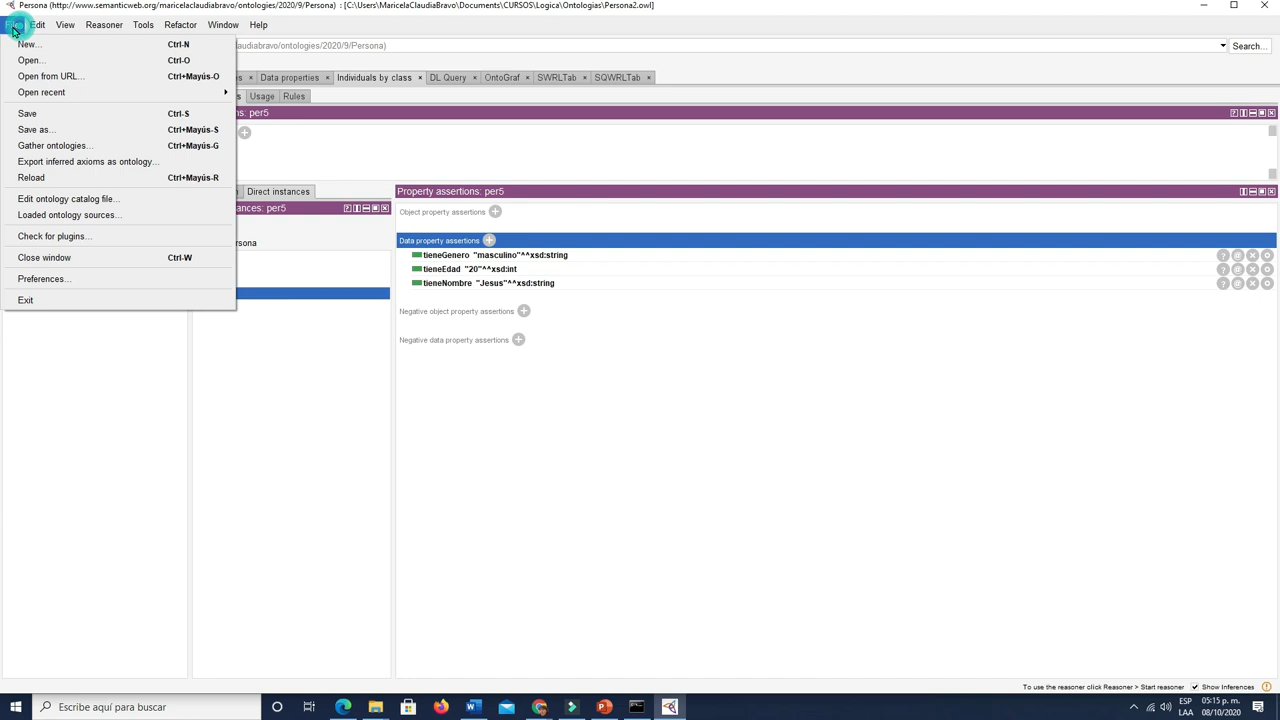 Persona (http://www.semanticweb.org/maricelaclaudiabravo/ontologies/2020/9/Persona) : [C:\Users\MaricelaClaudiaBravo\Documents\CURSOS\Logica\Ontologias\Persona2.owl]
Edit View Reasoner Tools Refactor Window Help
New... Ctrl-N
laudiabravo/ontologies/2020/9/Persona) Search...
Open... Ctrl-O
Open from URL... Ctrl+Mayús-O
s × Data properties × Individuals by class × DL Query × OntoGraf × SWRLTab × SQWRLTab ×
Open recent
s Usage Rules
Save Ctrl-S
ns: per5
Save as... Ctrl+Mayús-S
Gather ontologies... Ctrl+Mayús-G
Export inferred axioms as ontology...
Reload Ctrl+Mayús-R
n Direct instances
Property assertions: per5
Edit ontology catalog file...
tances: per5
Object property assertions
Loaded ontology sources...
Check for plugins...
ersona
Data property assertions
Close window Ctrl-W
tieneGenero "masculino"^^xsd:string
tieneEdad "20"^^xsd:int
Preferences...
tieneNombre "Jesus"^^xsd:string
Exit
Negative object property assertions
Negative data property assertions
To use the reasoner click Reasoner > Start reasoner Show Inferences
Escribe aquí para buscar
ESP
LAA
05:15 p. m.
08/10/2020